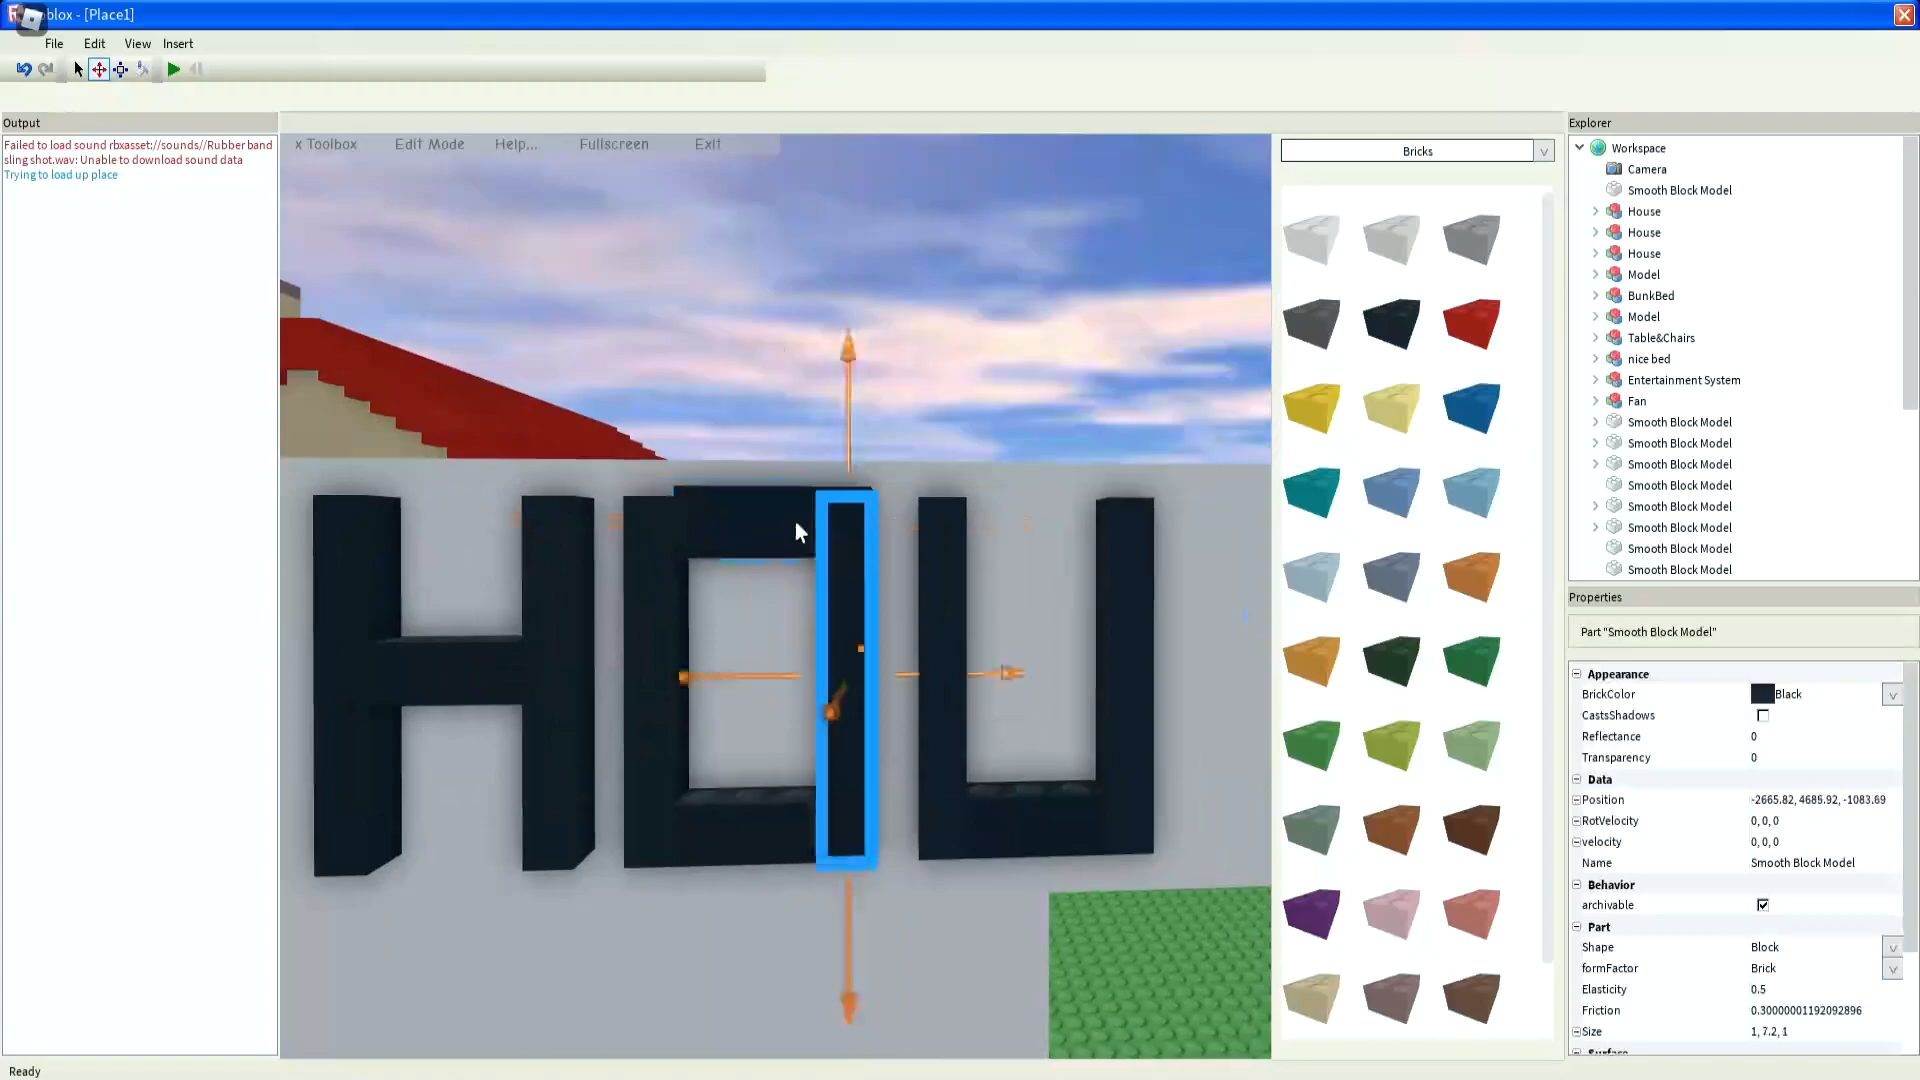 blox - [Place1]
File Edit View Insert
Output
Failed to load sound rbxasset://sounds//Rubber band
sling shot.wav: Unable to download sound data
Trying to load up place
x Toolbox Edit Mode Help... Fullscreen Exit
HOU
Bricks
Explorer
Workspace
Camera
Smooth Block Model
House
House
House
Model
BunkBed
Model
Table&Chairs
nice bed
Entertainment System
Fan
Smooth Block Model
Smooth Block Model
Smooth Block Model
Smooth Block Model
Smooth Block Model
Smooth Block Model
Smooth Block Model
Smooth Block Model
Properties
Part "Smooth Block Model"
Appearance
BrickColor Black
CastsShadows
Reflectance 0
Transparency 0
Data
Position -2665.82, 4685.92, -1083.69
RotVelocity 0, 0, 0
velocity 0, 0, 0
Name Smooth Block Model
Behavior
archivable
Part
Shape Block
formFactor Brick
Elasticity 0.5
Friction 0.30000001192092896
Size 1, 7.2, 1
Ready